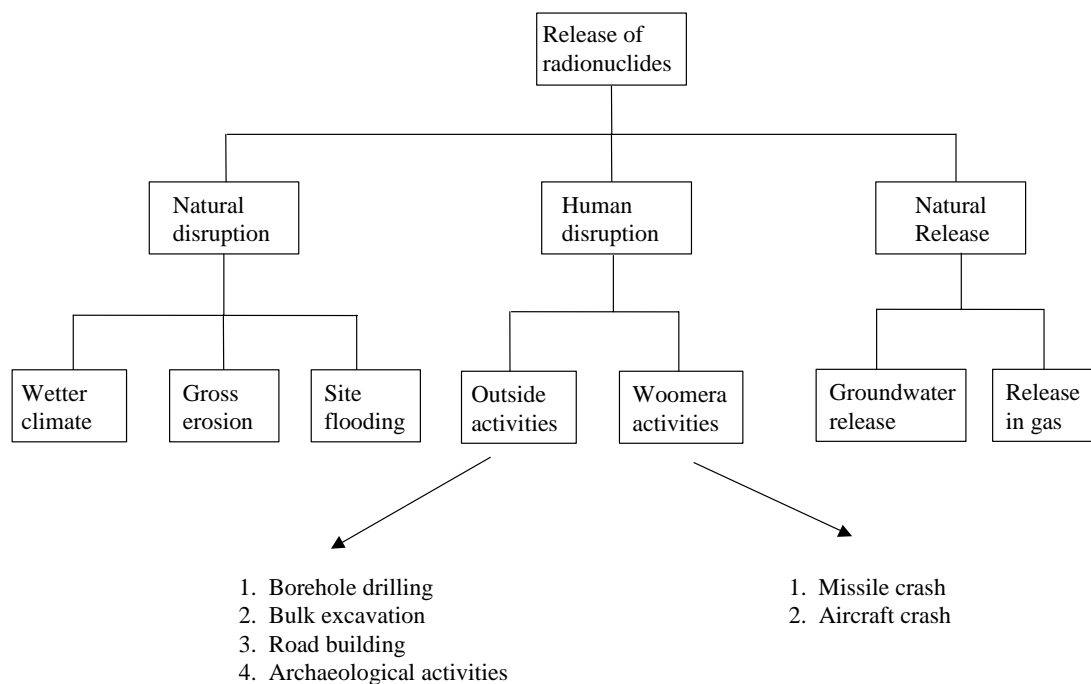 Release of
radionuclides
Natural
disruption
Human
disruption
Natural
Release
Wetter
climate
Gross
erosion
Site
flooding
Outside
activities
Woomera
activities
Groundwater
release
Release
in gas
1. Borehole drilling
2. Bulk excavation
3. Road building
4. Archaeological activities
1. Missile crash
2. Aircraft crash